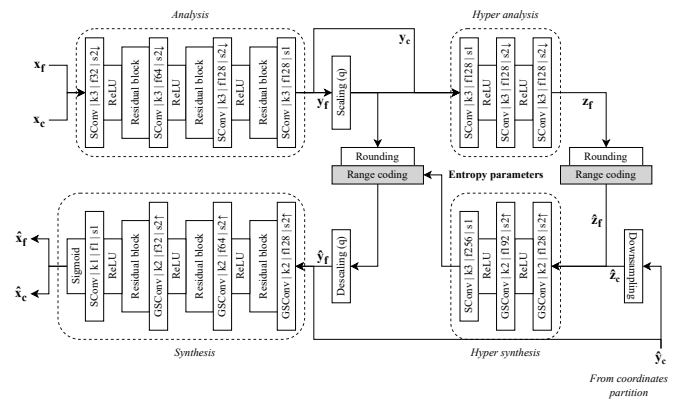 Analysis
Hyper analysis
x_f
x_c
SConv | k3 | f32 | s2↓
ReLU
Residual block
SConv | k3 | f64 | s2↓
ReLU
Residual block
SConv | k3 | f128 | s2↓
ReLU
Residual block
SConv | k3 | f128 | s1
y_c
y_f
Scaling (q)
SConv | k3 | f128 | s1
ReLU
SConv | k3 | f128 | s2↓
ReLU
SConv | k3 | f128 | s2↓
z_f
Rounding
Range coding
Entropy parameters
Rounding
Range coding
x̂_f
x̂_c
Sigmoid
SConv | k1 | f1 | s1
ReLU
Residual block
GSConv | k2 | f32 | s2↑
ReLU
Residual block
GSConv | k2 | f64 | s2↑
ReLU
Residual block
GSConv | k2 | f128 | s2↑
ŷ_f
Descaling (q)
SConv | k3 | f256 | s1
ReLU
GSConv | k2 | f192 | s2↑
ReLU
GSConv | k2 | f128 | s2↑
ẑ_f
ẑ_c
Downsampling
ŷ_c
Synthesis
Hyper synthesis
From coordinates
partition